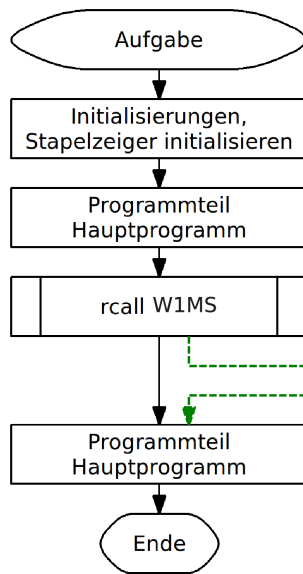 Aufgabe
Initialisierungen,
Stapelzeiger initialisieren
Programmteil
Hauptprogramm
rcall W1MS
Programmteil
Hauptprogramm
Ende